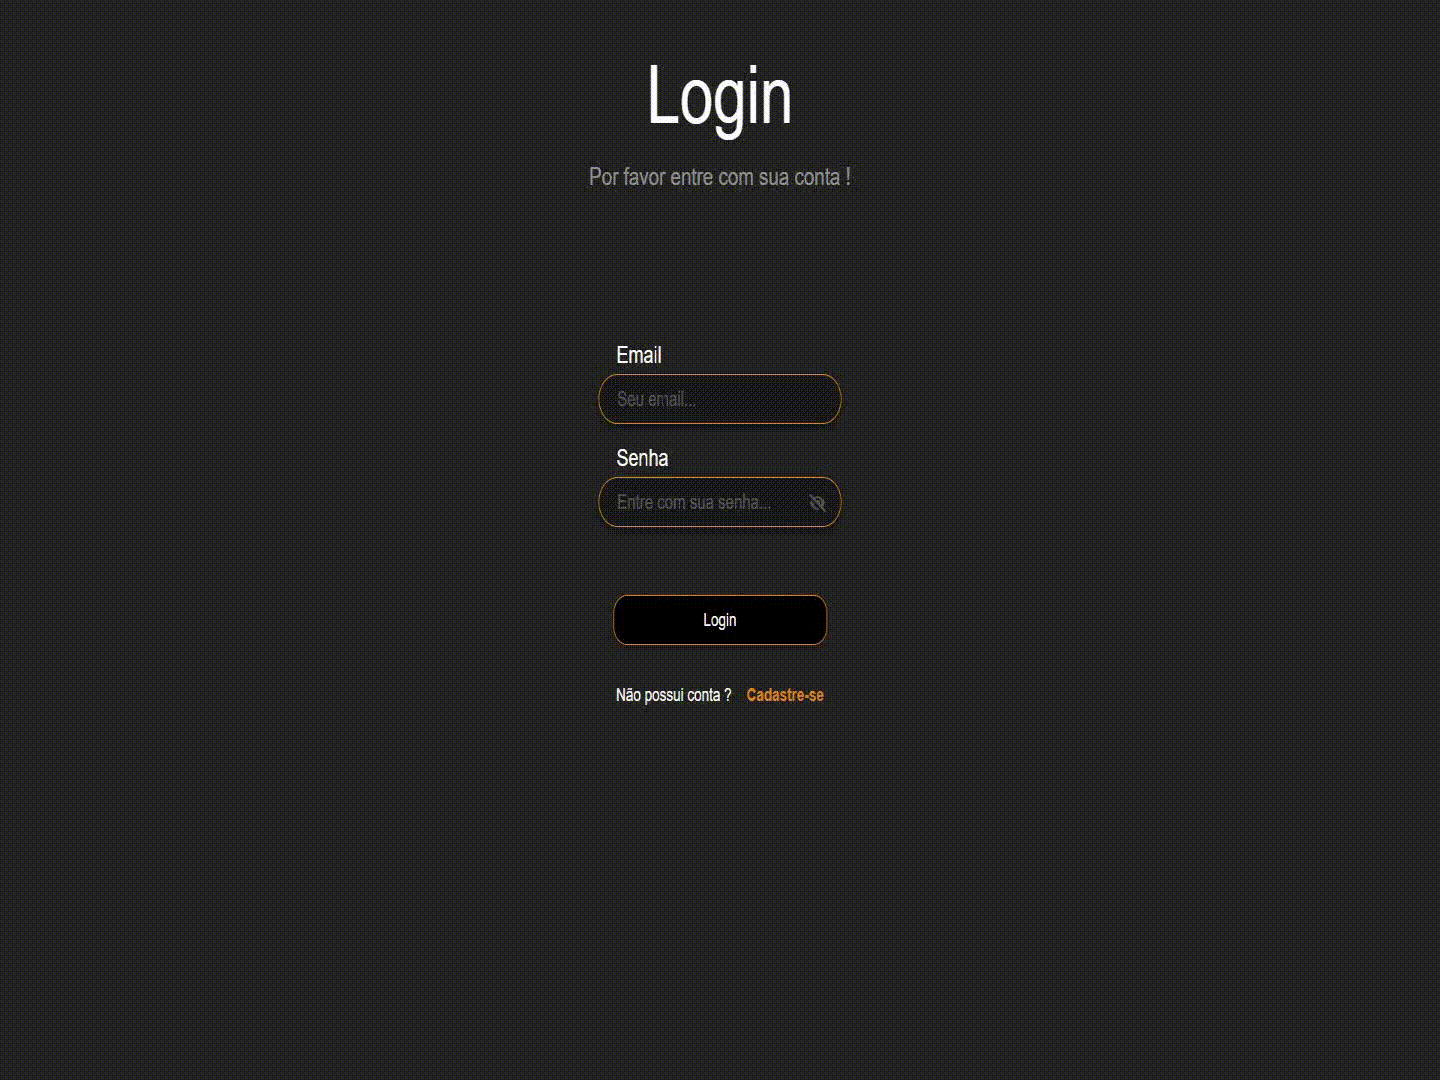 Login
Por favor entre com sua conta !
Email
Seu email...
Senha
Entre com sua senha...
Login
Não possui conta ? Cadastre-se